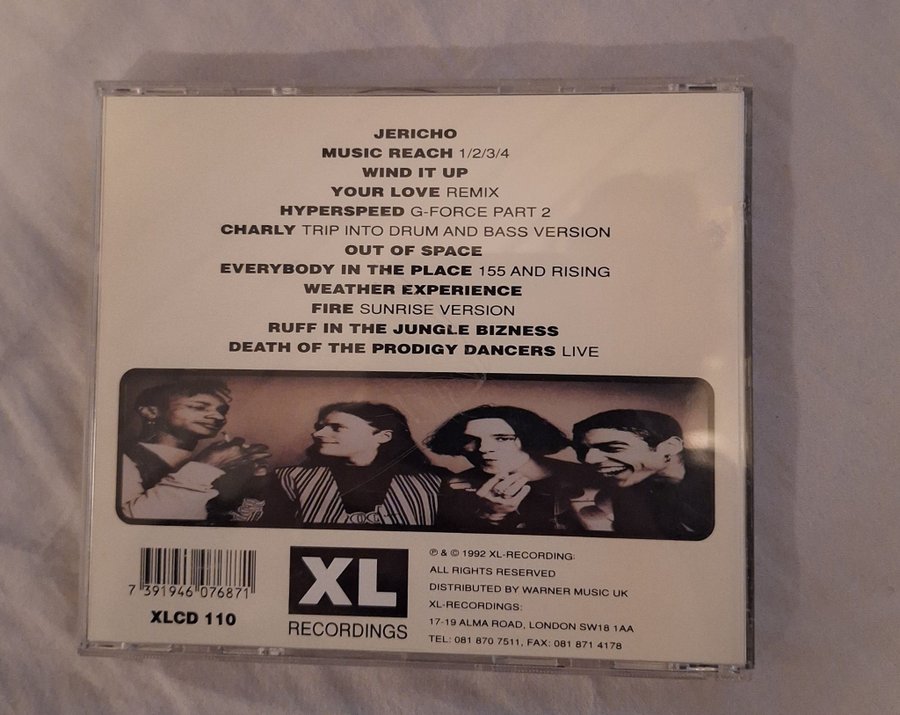 JERICHO
MUSIC REACH 1/2/3/4
WIND IT UP
YOUR LOVE REMIX
HYPERSPEED G-FORCE PART 2
CHARLY TRIP INTO DRUM AND BASS VERSION
OUT OF SPACE
EVERYBODY IN THE PLACE 155 AND RISING
WEATHER EXPERIENCE
FIRE SUNRISE VERSION
RUFF IN THE JUNGLE BIZNESS
DEATH OF THE PRODIGY DANCERS LIVE
7 391946 076871
XLCD 110
XL
RECORDINGS
℗ & © 1992 XL-RECORDING:
ALL RIGHTS RESERVED
DISTRIBUTED BY WARNER MUSIC UK
XL-RECORDINGS:
17-19 ALMA ROAD, LONDON SW18 1AA
TEL: 081 870 7511, FAX: 081 871 4178